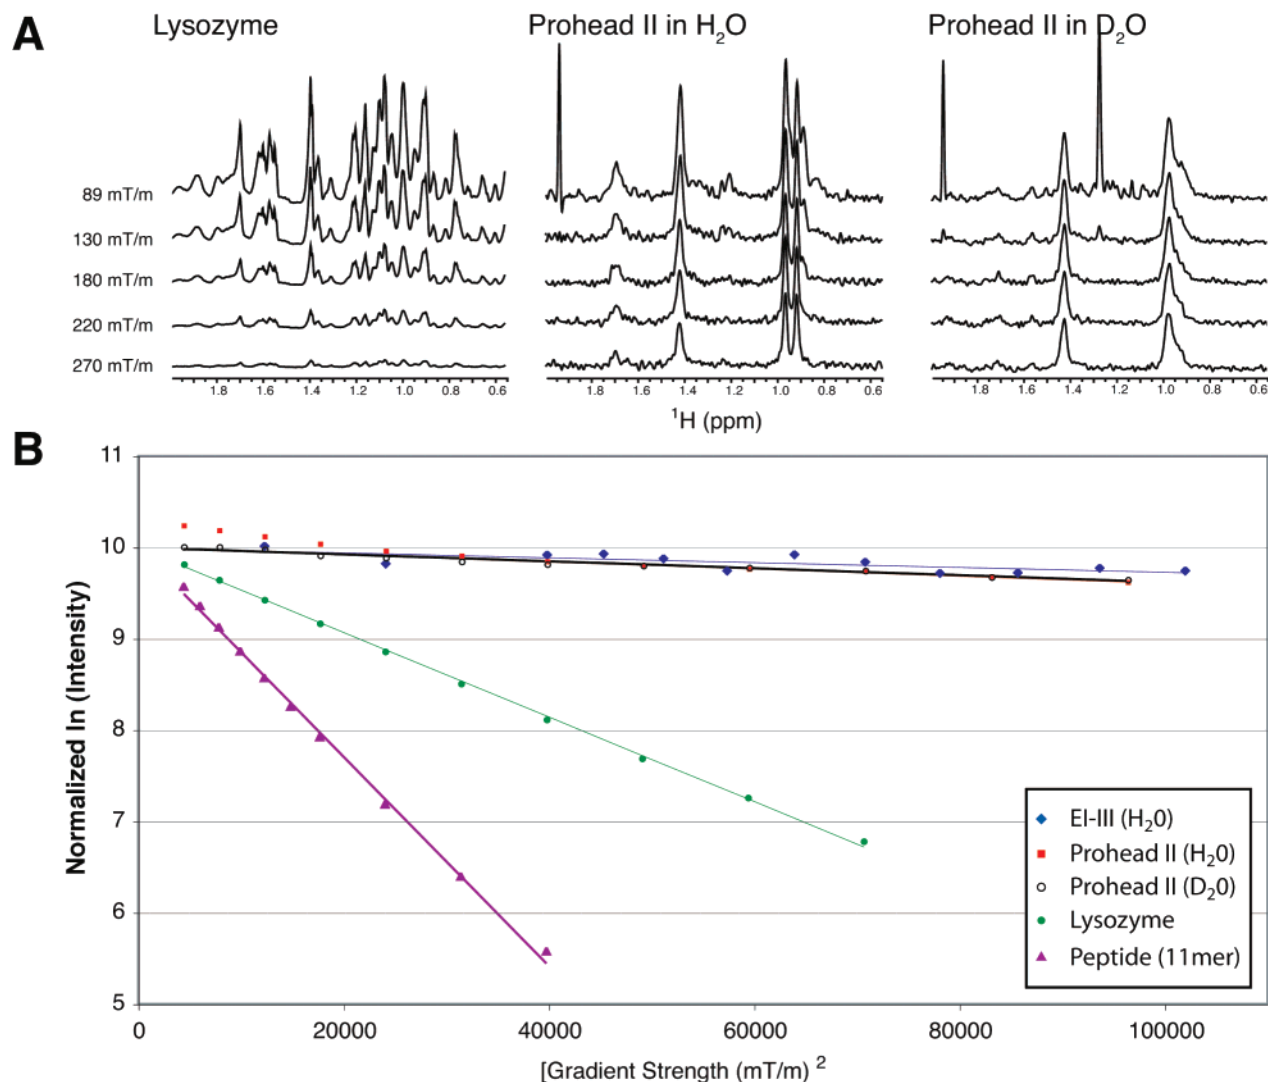 A
Lysozyme
Prohead II in H2O
Prohead II in D2O
89 mT/m
130 mT/m
180 mT/m
220 mT/m
270 mT/m
1.8 1.6 1.4 1.2 1.0 0.8 0.6
1.8 1.6 1.4 1.2 1.0 0.8 0.6
1.8 1.6 1.4 1.2 1.0 0.8 0.6
1H (ppm)
B
Normalized ln (Intensity)
11
10
9
8
7
6
5
0 20000 40000 60000 80000 100000
[Gradient Strength (mT/m) 2
EI-III (H20)
Prohead II (H20)
Prohead II (D20)
Lysozyme
Peptide (11mer)